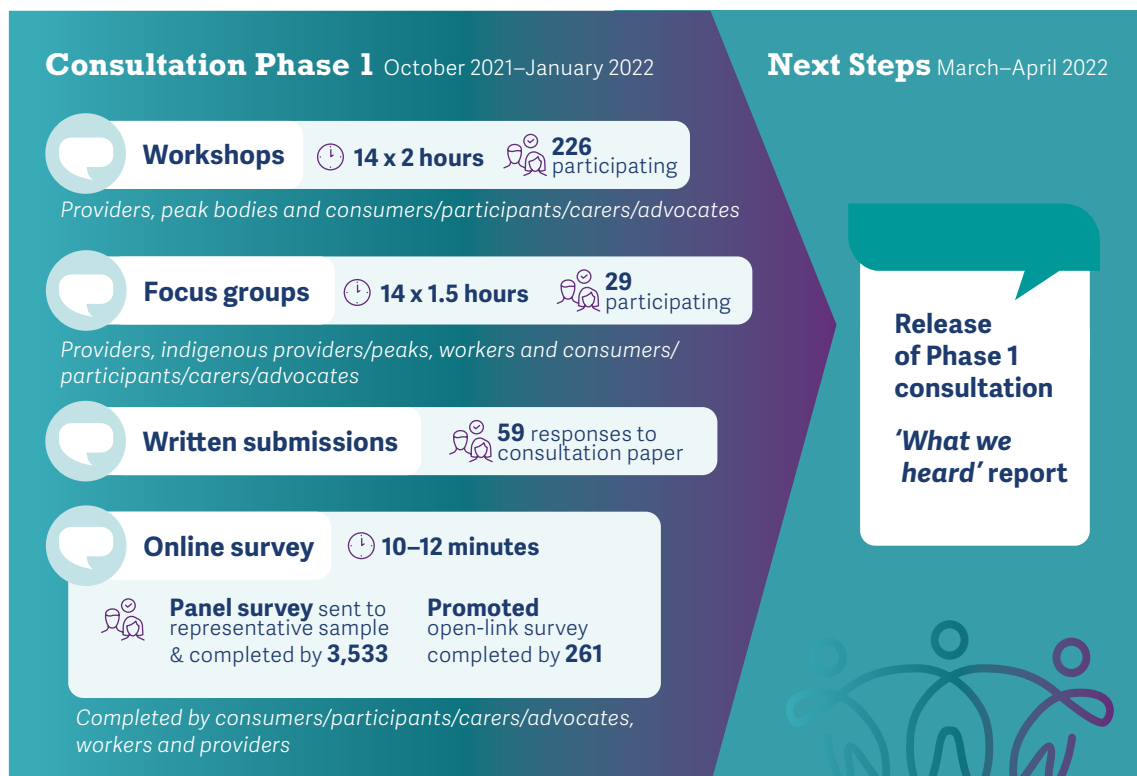 Consultation Phase 1 October 2021–January 2022
Workshops
14 x 2 hours
226
participating
Providers, peak bodies and consumers/participants/carers/advocates
Focus groups
14 x 1.5 hours
29
participating
Providers, indigenous providers/peaks, workers and consumers/
participants/carers/advocates
Written submissions
59 responses to
consultation paper
Online survey
10–12 minutes
Panel survey sent to
representative sample
& completed by 3,533
Promoted
open-link survey
completed by 261
Completed by consumers/participants/carers/advocates,
workers and providers
Next Steps March–April 2022
Release
of Phase 1
consultation
‘What we
heard’ report